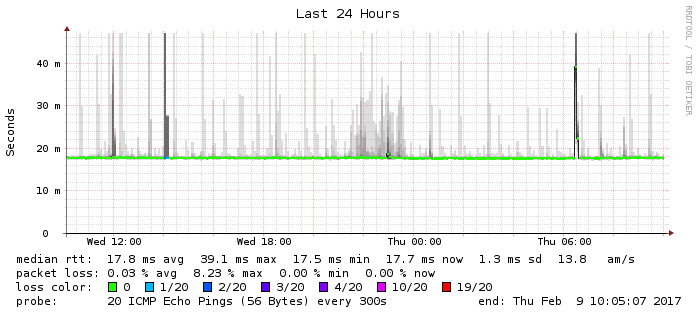 Last 24 Hours
RRDTOOL / TOBI OETIKER
Seconds
40 m
30 m
20 m
10 m
0
Wed 12:00 Wed 18:00 Thu 00:00 Thu 06:00
median rtt: 17.8 ms avg 39.1 ms max 17.5 ms min 17.7 ms now 1.3 ms sd 13.8 am/s
packet loss: 0.03 % avg 8.23 % max 0.00 % min 0.00 % now
loss color: 0 1/20 2/20 3/20 4/20 10/20 19/20
probe: 20 ICMP Echo Pings (56 Bytes) every 300s end: Thu Feb 9 10:05:07 2017